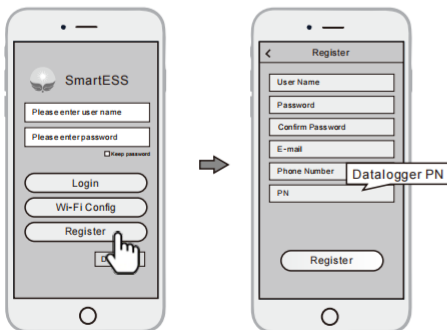 SmartESS
Please enter user name
Please enter password
Keep password
Login
Wi-Fi Config
Register
Register
User Name
Password
Confirm Password
E-mail
Phone Number
Datalogger PN
PN
Register